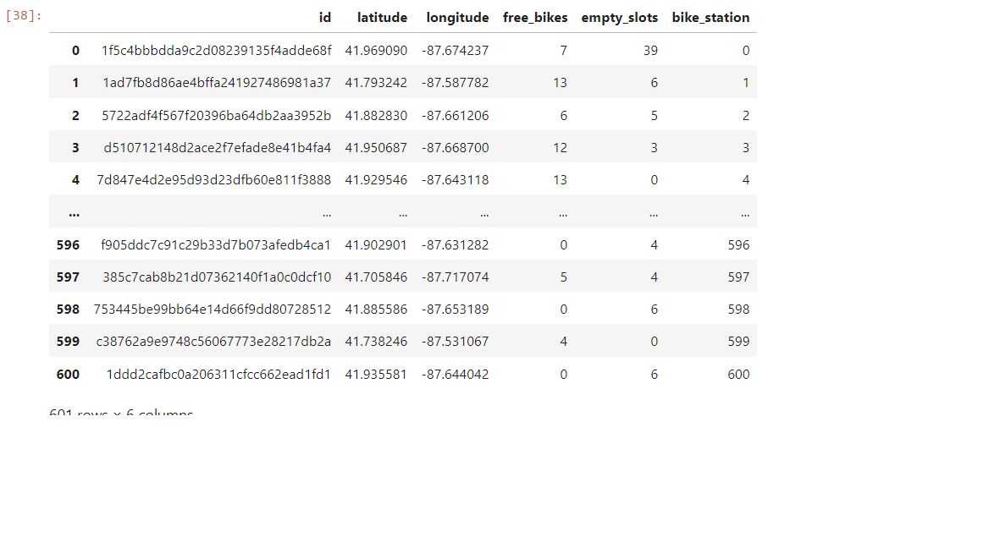 [38]: id latitude longitude free_bikes empty_slots bike_station
0 1f5c4bbbdda9c2d08239135f4adde68f 41.969090 -87.674237 7 39 0
1 1ad7fb8d86ae4bffa241927486981a37 41.793242 -87.587782 13 6 1
2 5722adf4f567f20396ba64db2aa3952b 41.882830 -87.661206 6 5 2
3 d510712148d2ace2f7efade8e41b4fa4 41.950687 -87.668700 12 3 3
4 7d847e4d2e95d93d23dfb60e811f3888 41.929546 -87.643118 13 0 4
... ... ... ... ... ... ...
596 f905ddc7c91c29b33d7b073afedb4ca1 41.902901 -87.631282 0 4 596
597 385c7cab8b21d07362140f1a0c0dcf10 41.705846 -87.717074 5 4 597
598 753445be99bb64e14d66f9dd80728512 41.885586 -87.653189 0 6 598
599 c38762a9e9748c56067773e28217db2a 41.738246 -87.531067 4 0 599
600 1ddd2cafbc0a206311cfcc662ead1fd1 41.935581 -87.644042 0 6 600
601 rows × 6 columns